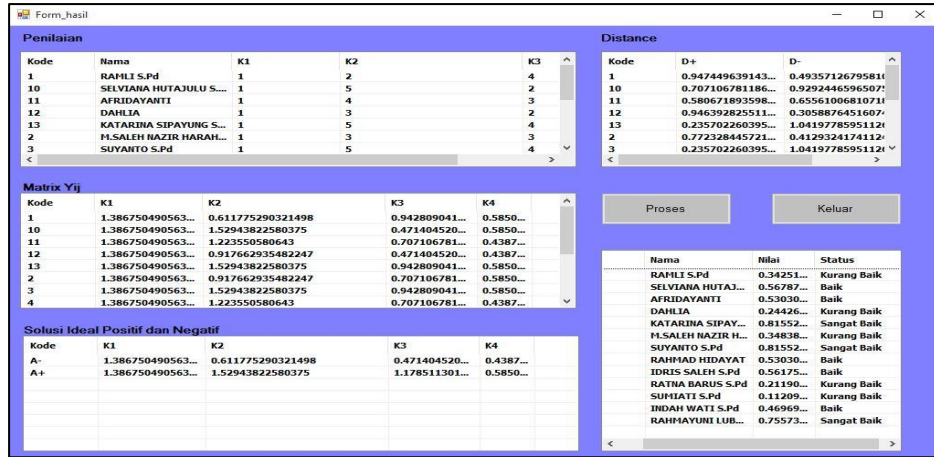 Form_hasil
Penilaian
Kode Nama K1 K2 K3
1 RAMLI S.Pd 1 2 4
10 SELVIANA HUTAJULU S.... 1 5 2
11 AFRIDAYANTI 1 4 3
12 DAHLIA 1 3 2
13 KATARINA SIPAYUNG S... 1 5 4
2 M.SALEH NAZIR HARAH... 1 3 3
3 SUYANTO S.Pd 1 5 4
Distance
Kode D+ D-
1 0.947449639143... 0.4935712679581
10 0.707106781186... 0.9292446596507
11 0.580671893598... 0.6556100681071
12 0.946392825511... 0.3058876451607
13 0.235702260395... 1.0419778595112
2 0.772328445721... 0.4129324174112
3 0.235702260395... 1.0419778595112
Matrix Yij
Kode K1 K2 K3 K4
1 1.386750490563... 0.611775290321498 0.942809041... 0.5850...
10 1.386750490563... 1.52943822580375 0.471404520... 0.5850...
11 1.386750490563... 1.223550580643 0.707106781... 0.4387...
12 1.386750490563... 0.917662935482247 0.471404520... 0.5850...
13 1.386750490563... 1.52943822580375 0.942809041... 0.5850...
2 1.386750490563... 0.917662935482247 0.707106781... 0.5850...
3 1.386750490563... 1.52943822580375 0.942809041... 0.5850...
4 1.386750490563... 1.223550580643 0.707106781... 0.4387...
Proses Keluar
Solusi Ideal Positif dan Negatif
Kode K1 K2 K3 K4
A- 1.386750490563... 0.611775290321498 0.471404520... 0.4387...
A+ 1.386750490563... 1.52943822580375 1.178511301... 0.5850...
Nama Nilai Status
RAMLI S.Pd 0.34251... Kurang Baik
SELVIANA HUTAJ... 0.56787... Baik
AFRIDAYANTI 0.53030... Baik
DAHLIA 0.24426... Kurang Baik
KATARINA SIPAY... 0.81552... Sangat Baik
M.SALEH NAZIR H... 0.34838... Kurang Baik
SUYANTO S.Pd 0.81552... Sangat Baik
RAHMAD HIDAYAT 0.53030... Baik
IDRIS SALEH S.Pd 0.56175... Baik
RATNA BARUS S.Pd 0.21190... Kurang Baik
SUMIATI S.Pd 0.11209... Kurang Baik
INDAH WATI S.Pd 0.46969... Baik
RAHMAYUNI LUB... 0.75573... Sangat Baik